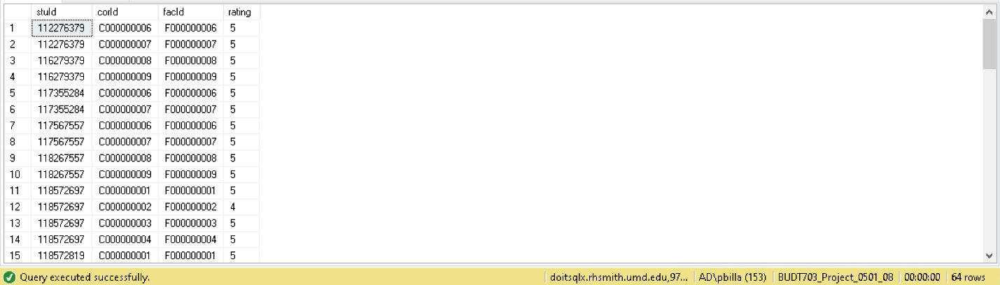 stuId corId facId rating
1 112276379 C000000006 F000000006 5
2 112276379 C000000007 F000000007 5
3 116279379 C000000008 F000000008 5
4 116279379 C000000009 F000000009 5
5 117355284 C000000006 F000000006 5
6 117355284 C000000007 F000000007 5
7 117567557 C000000006 F000000006 5
8 117567557 C000000007 F000000007 5
9 118267557 C000000008 F000000008 5
10 118267557 C000000009 F000000009 5
11 118572697 C000000001 F000000001 5
12 118572697 C000000002 F000000002 4
13 118572697 C000000003 F000000003 5
14 118572697 C000000004 F000000004 5
15 118572819 C000000001 F000000001 5
Query executed successfully. doitsqlx.rhsmith.umd.edu,97... AD\pbilla (153) BUDT703_Project_0501_08 00:00:00 64 rows